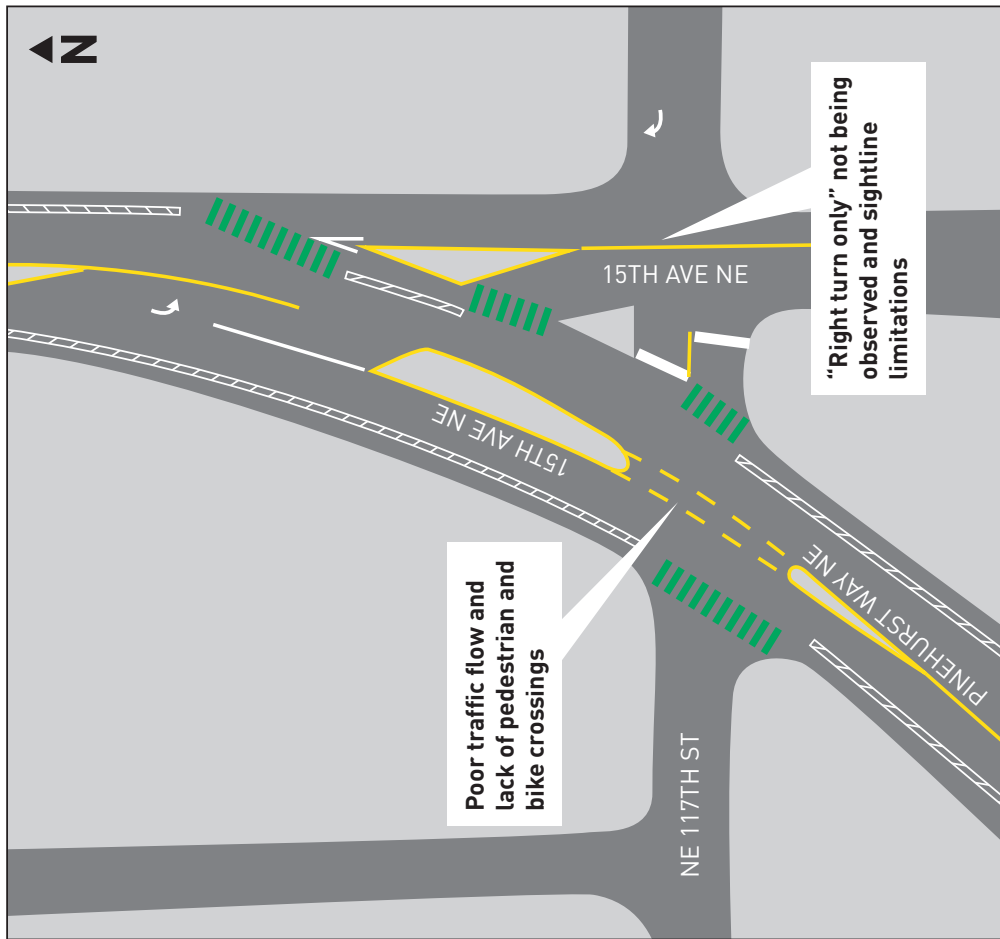 N
15TH AVE NE
15TH AVE NE
"Right turn only" not being
observed and sightline
limitations
Poor traffic flow and
lack of pedestrian and
bike crossings
PINEHURST WAY NE
NE 117TH ST